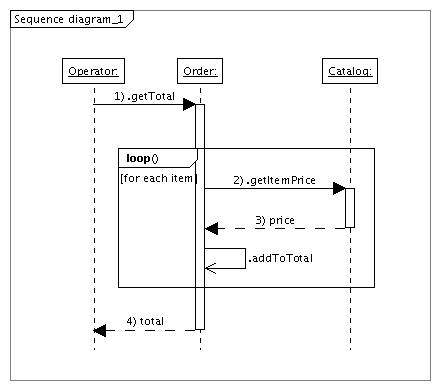 Sequence diagram_1
Operator:
Order:
Catalog:
1) .getTotal
loop()
[for each item]
2) .getItemPrice
3) price
.addToTotal
4) total